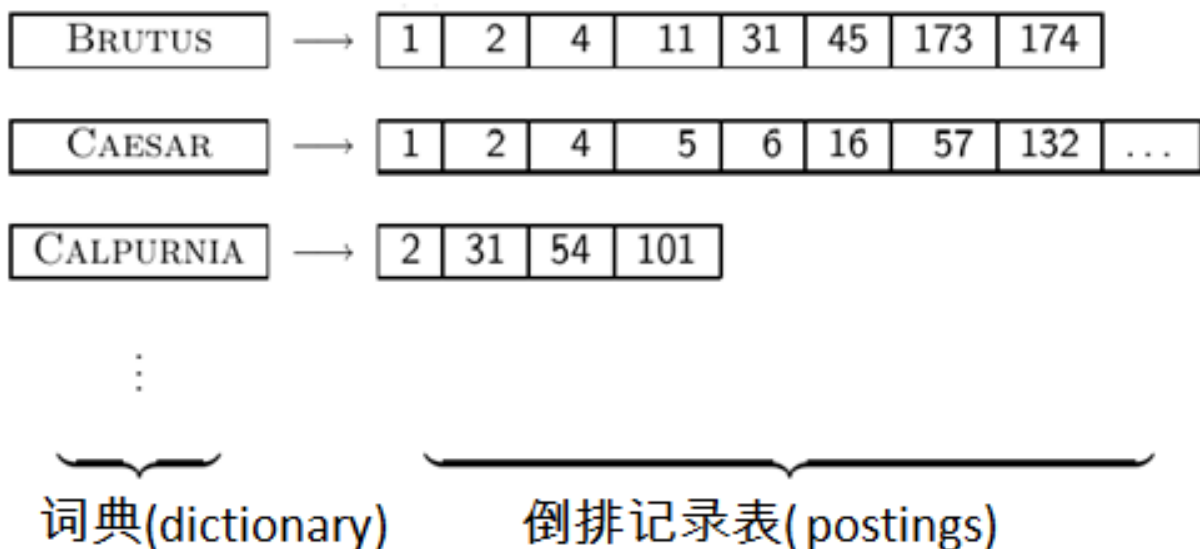 BRUTUS → 1 2 4 11 31 45 173 174
CAESAR → 1 2 4 5 6 16 57 132 ...
CALPURNIA → 2 31 54 101
⋮
词典(dictionary) 倒排记录表( postings)